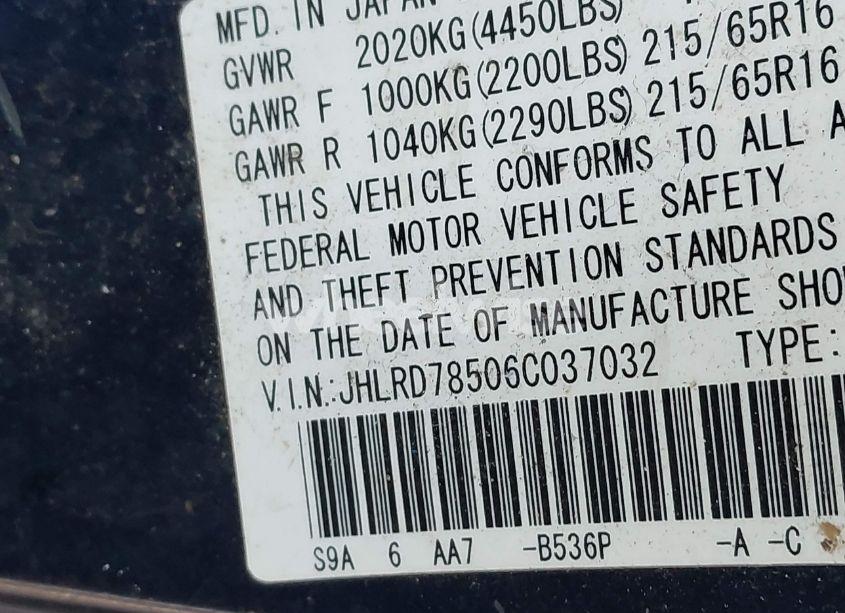 MFD. IN JAPAN
GVWR 2020KG(4450LBS)
GAWR F 1000KG(2200LBS) 215/65R16
GAWR R 1040KG(2290LBS) 215/65R16
THIS VEHICLE CONFORMS TO ALL A
FEDERAL MOTOR VEHICLE SAFETY
AND THEFT PREVENTION STANDARDS
ON THE DATE OF MANUFACTURE SHO
V.I.N.:JHLRD78506C037032 TYPE:
S9A 6 AA7 -B536P -A -C